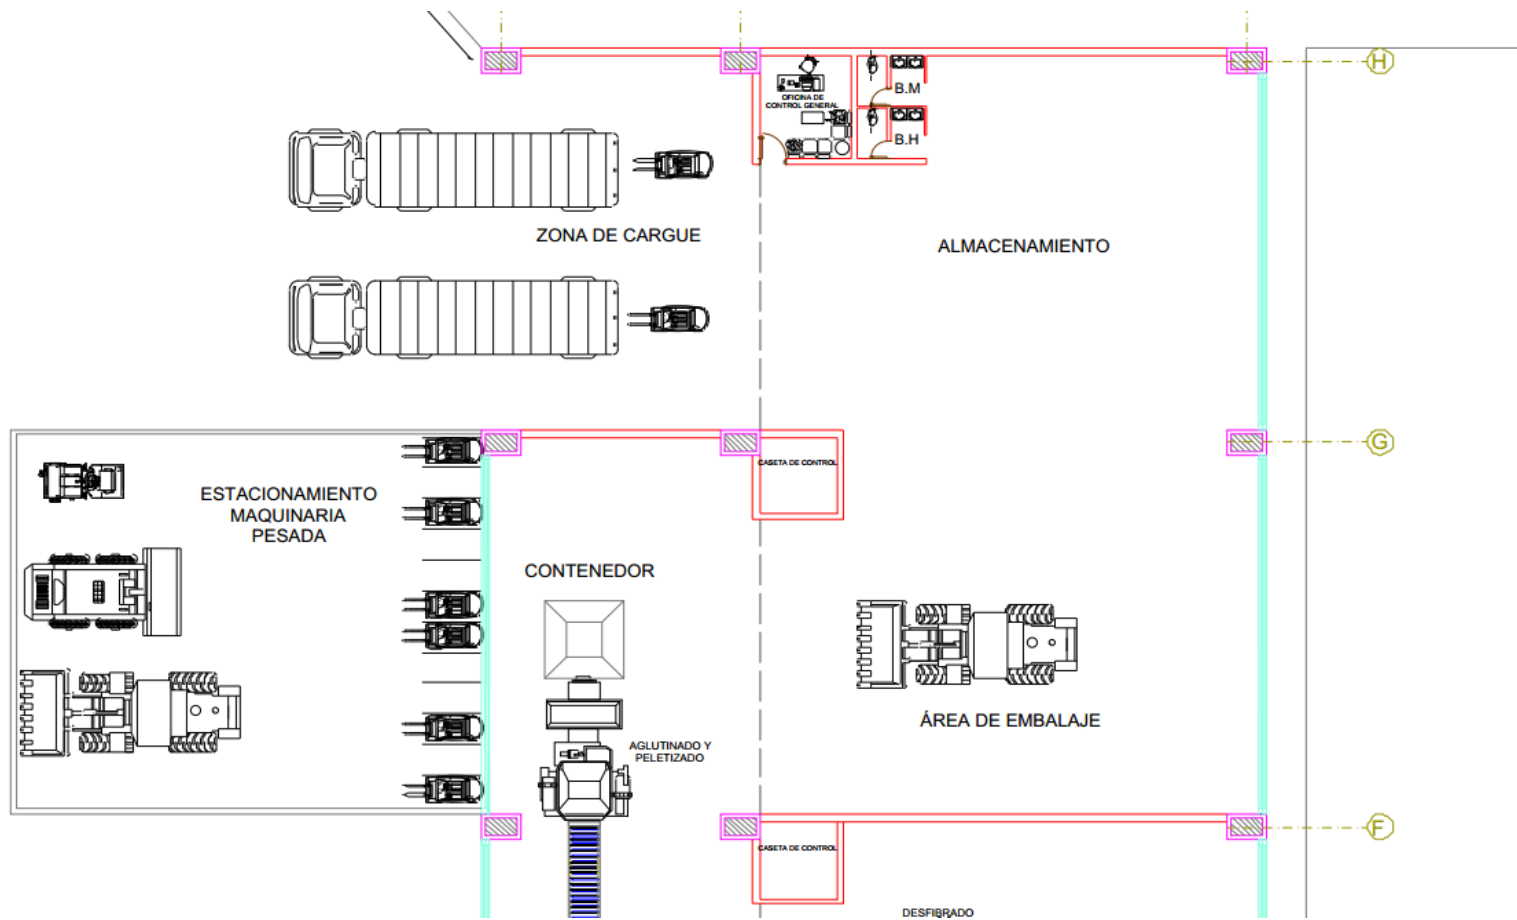 H
B.M
OFICINA DE
CONTROL GENERAL
B.H
ZONA DE CARGUE
ALMACENAMIENTO
G
CASETA DE CONTROL
ESTACIONAMIENTO
MAQUINARIA
PESADA
CONTENEDOR
ÁREA DE EMBALAJE
AGLUTINADO Y
PELETIZADO
F
CASETA DE CONTROL
DESFIBRADO